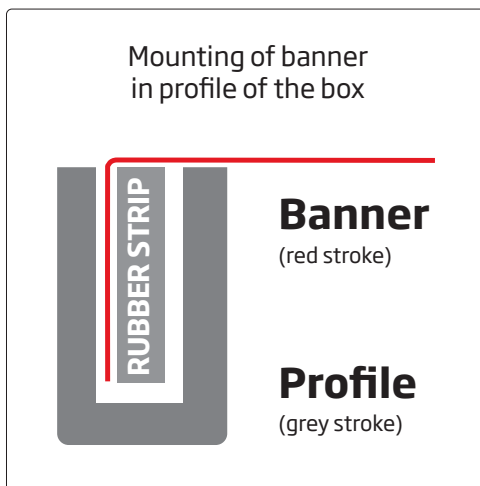 Mounting of banner
in profile of the box
RUBBER STRIP
Banner
(red stroke)
Profile
(grey stroke)